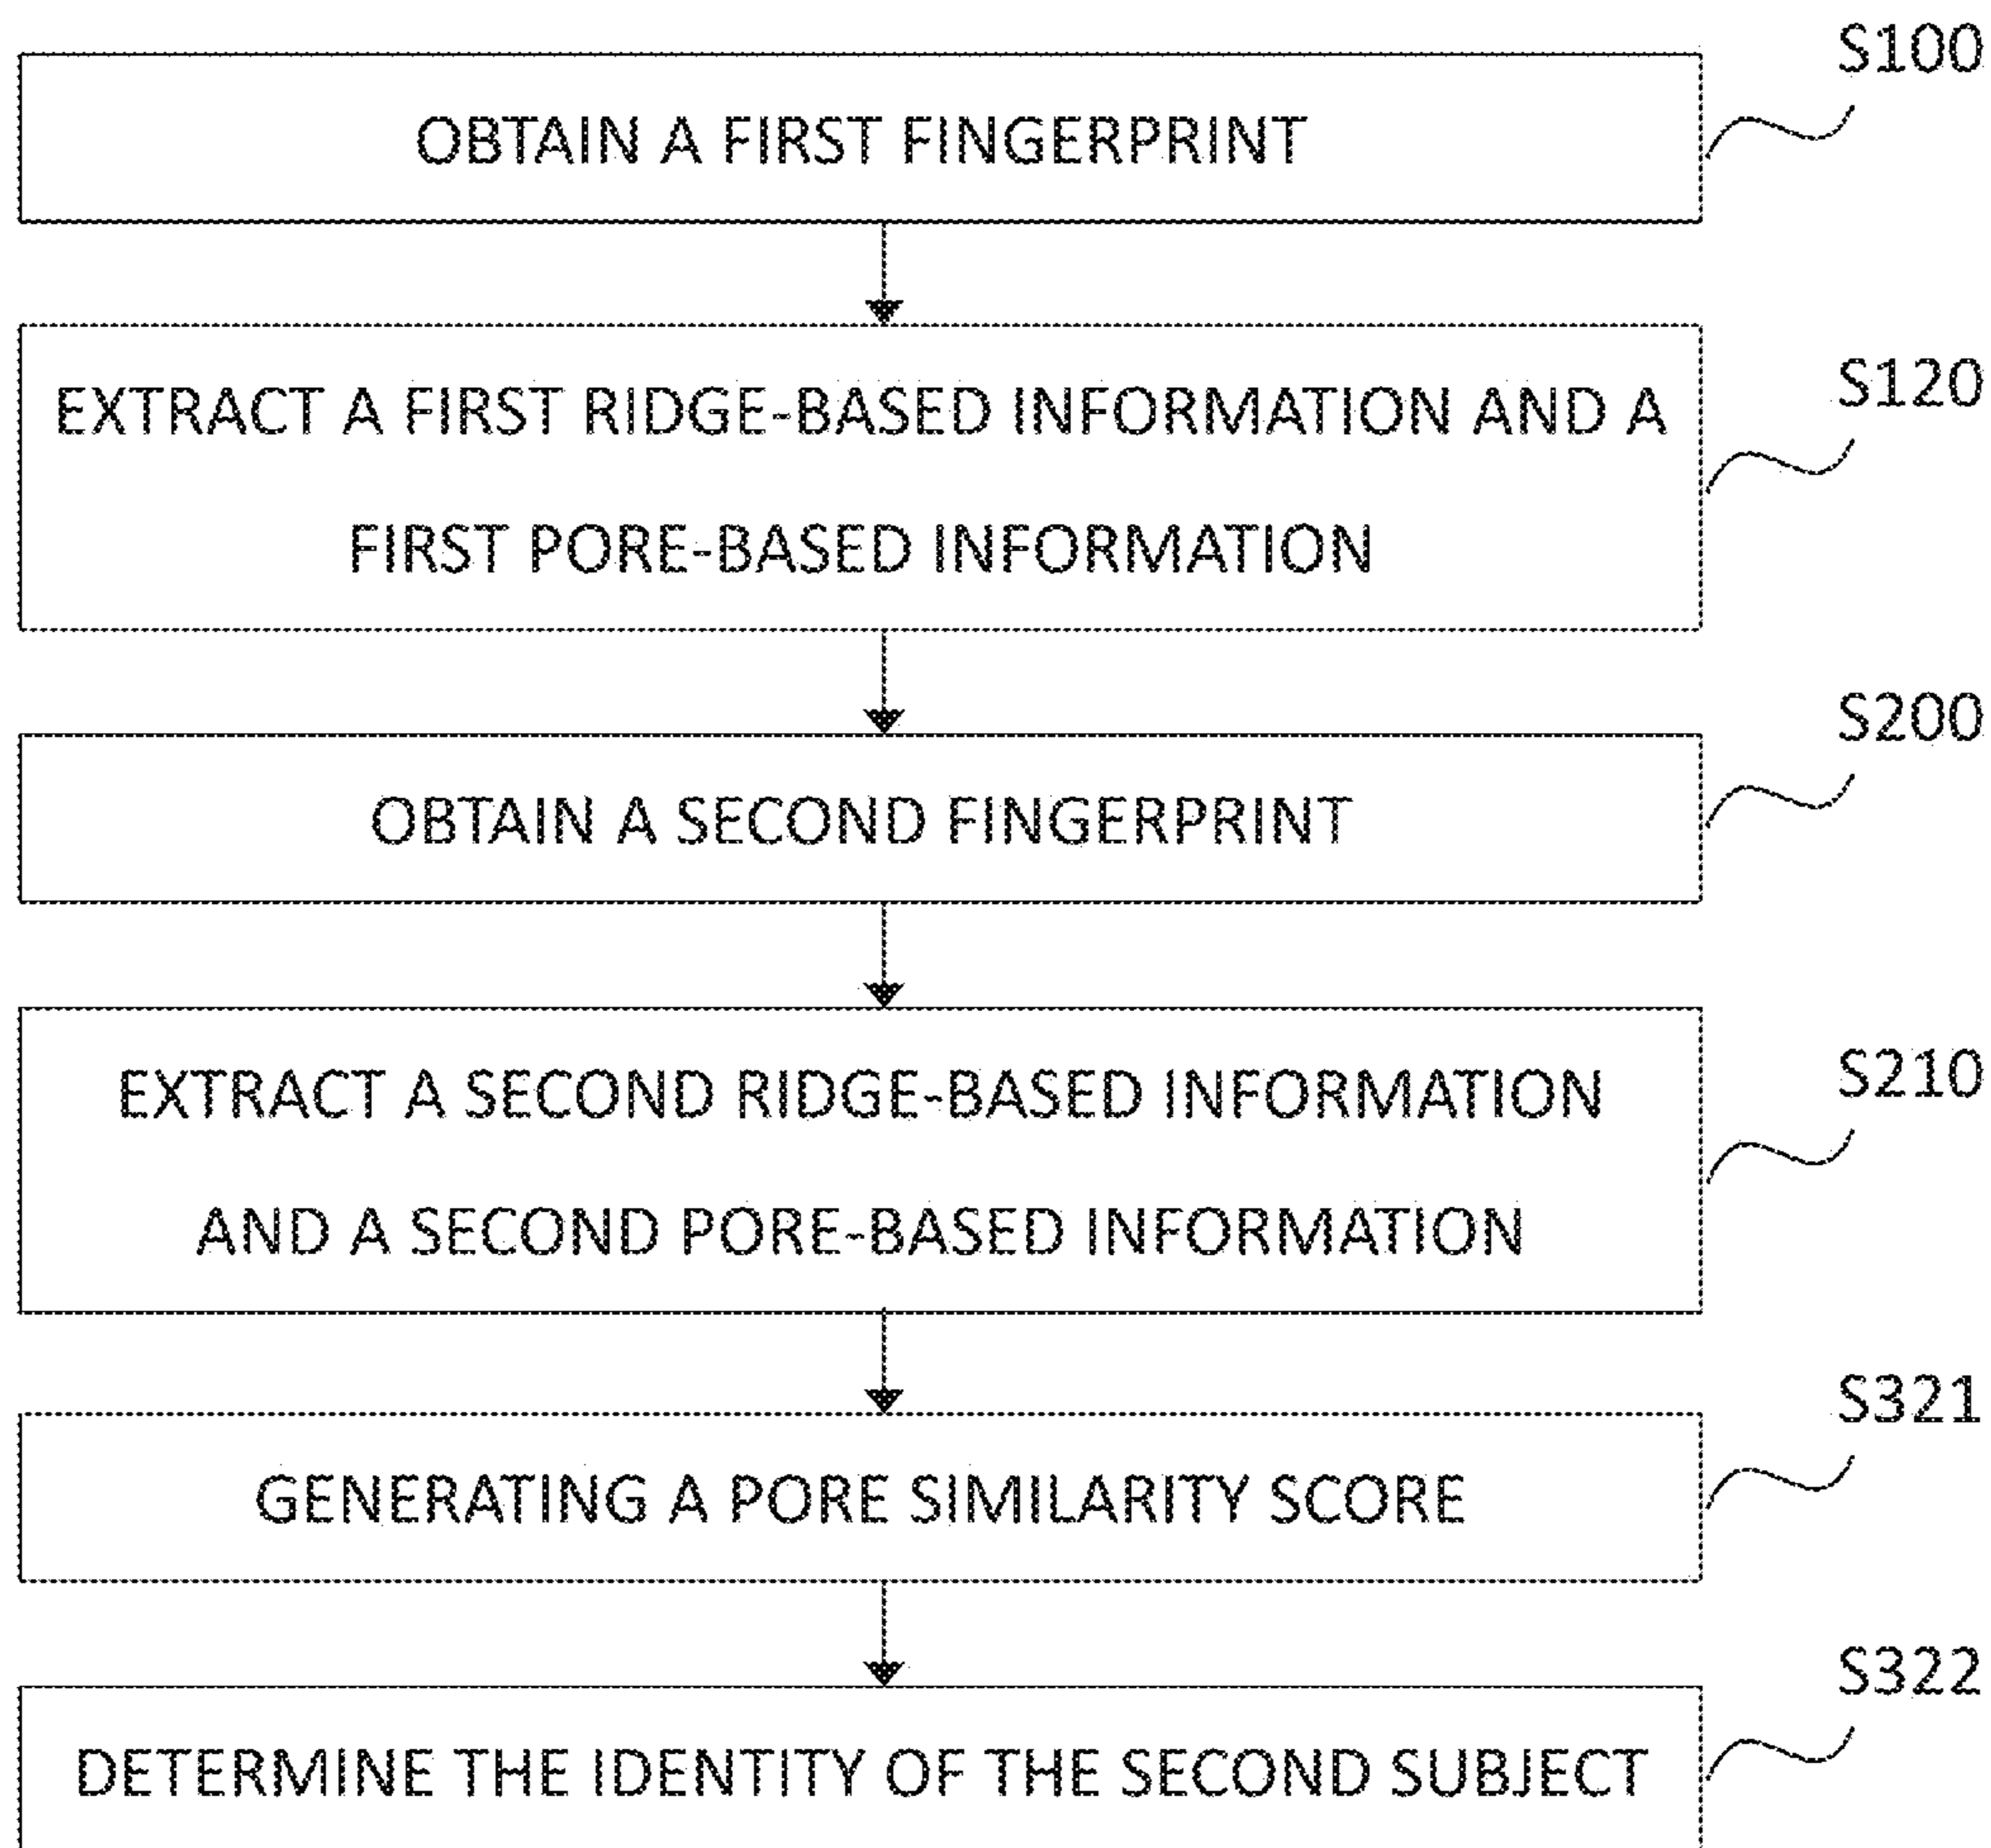 S100
OBTAIN A FIRST FINGERPRINT
S120
EXTRACT A FIRST RIDGE-BASED INFORMATION AND A
FIRST PORE-BASED INFORMATION
S200
OBTAIN A SECOND FINGERPRINT
S210
EXTRACT A SECOND RIDGE-BASED INFORMATION
AND A SECOND PORE-BASED INFORMATION
S321
GENERATING A PORE SIMILARITY SCORE
S322
DETERMINE THE IDENTITY OF THE SECOND SUBJECT